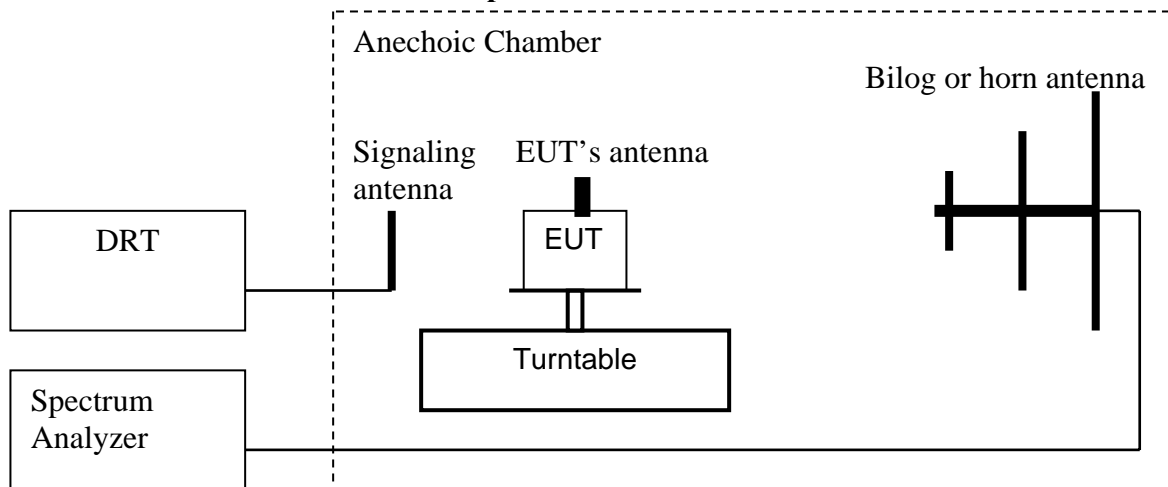 Anechoic Chamber
Bilog or horn antenna
Signaling
antenna
EUT’s antenna
DRT
EUT
Turntable
Spectrum
Analyzer